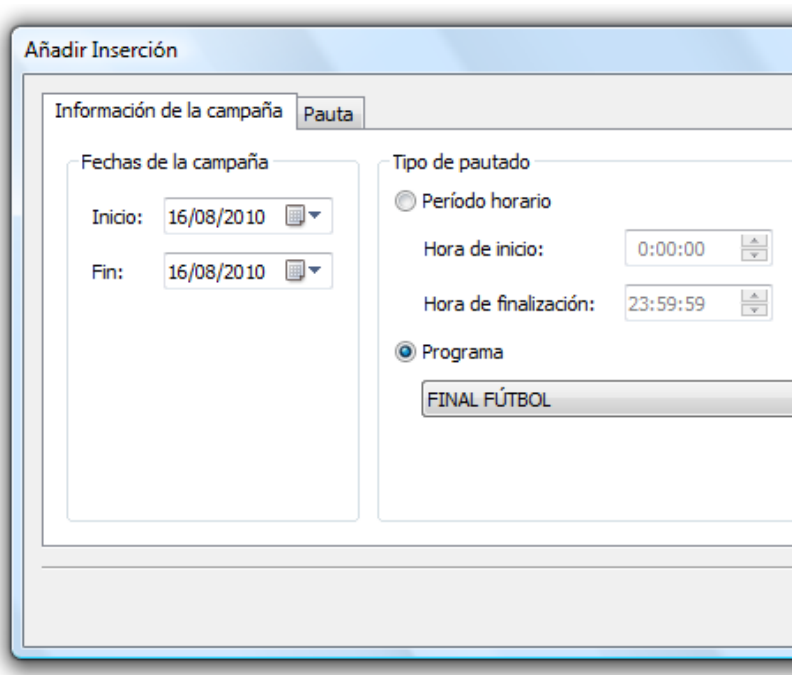 Añadir Inserción
Información de la campaña
Pauta
Fechas de la campaña
Inicio: 16/08/2010
Fin: 16/08/2010
Tipo de pautado
Período horario
Hora de inicio: 0:00:00
Hora de finalización: 23:59:59
Programa
FINAL FÚTBOL